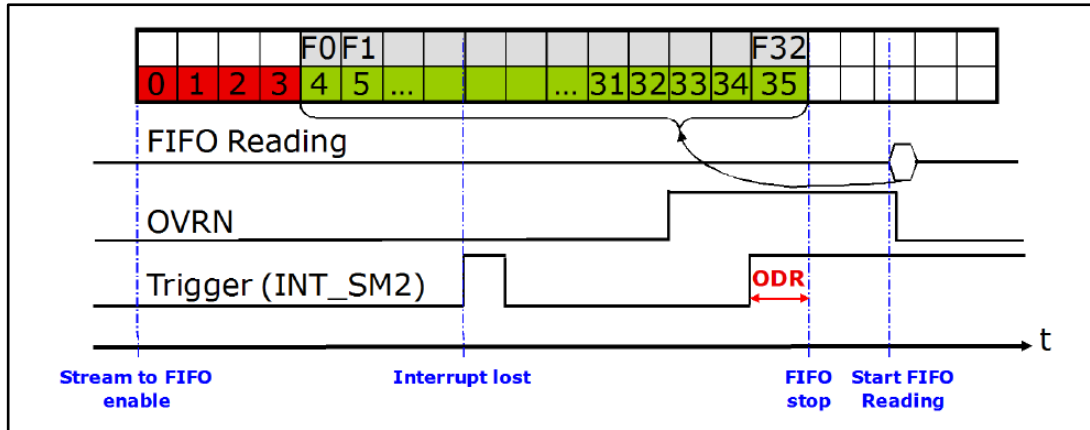 F0 F1 F32
0 1 2 3 4 5 ... ... 31 32 33 34 35
FIFO Reading
OVRN
Trigger (INT_SM2)
ODR
t
Stream to FIFO
enable
Interrupt lost
FIFO
stop
Start FIFO
Reading